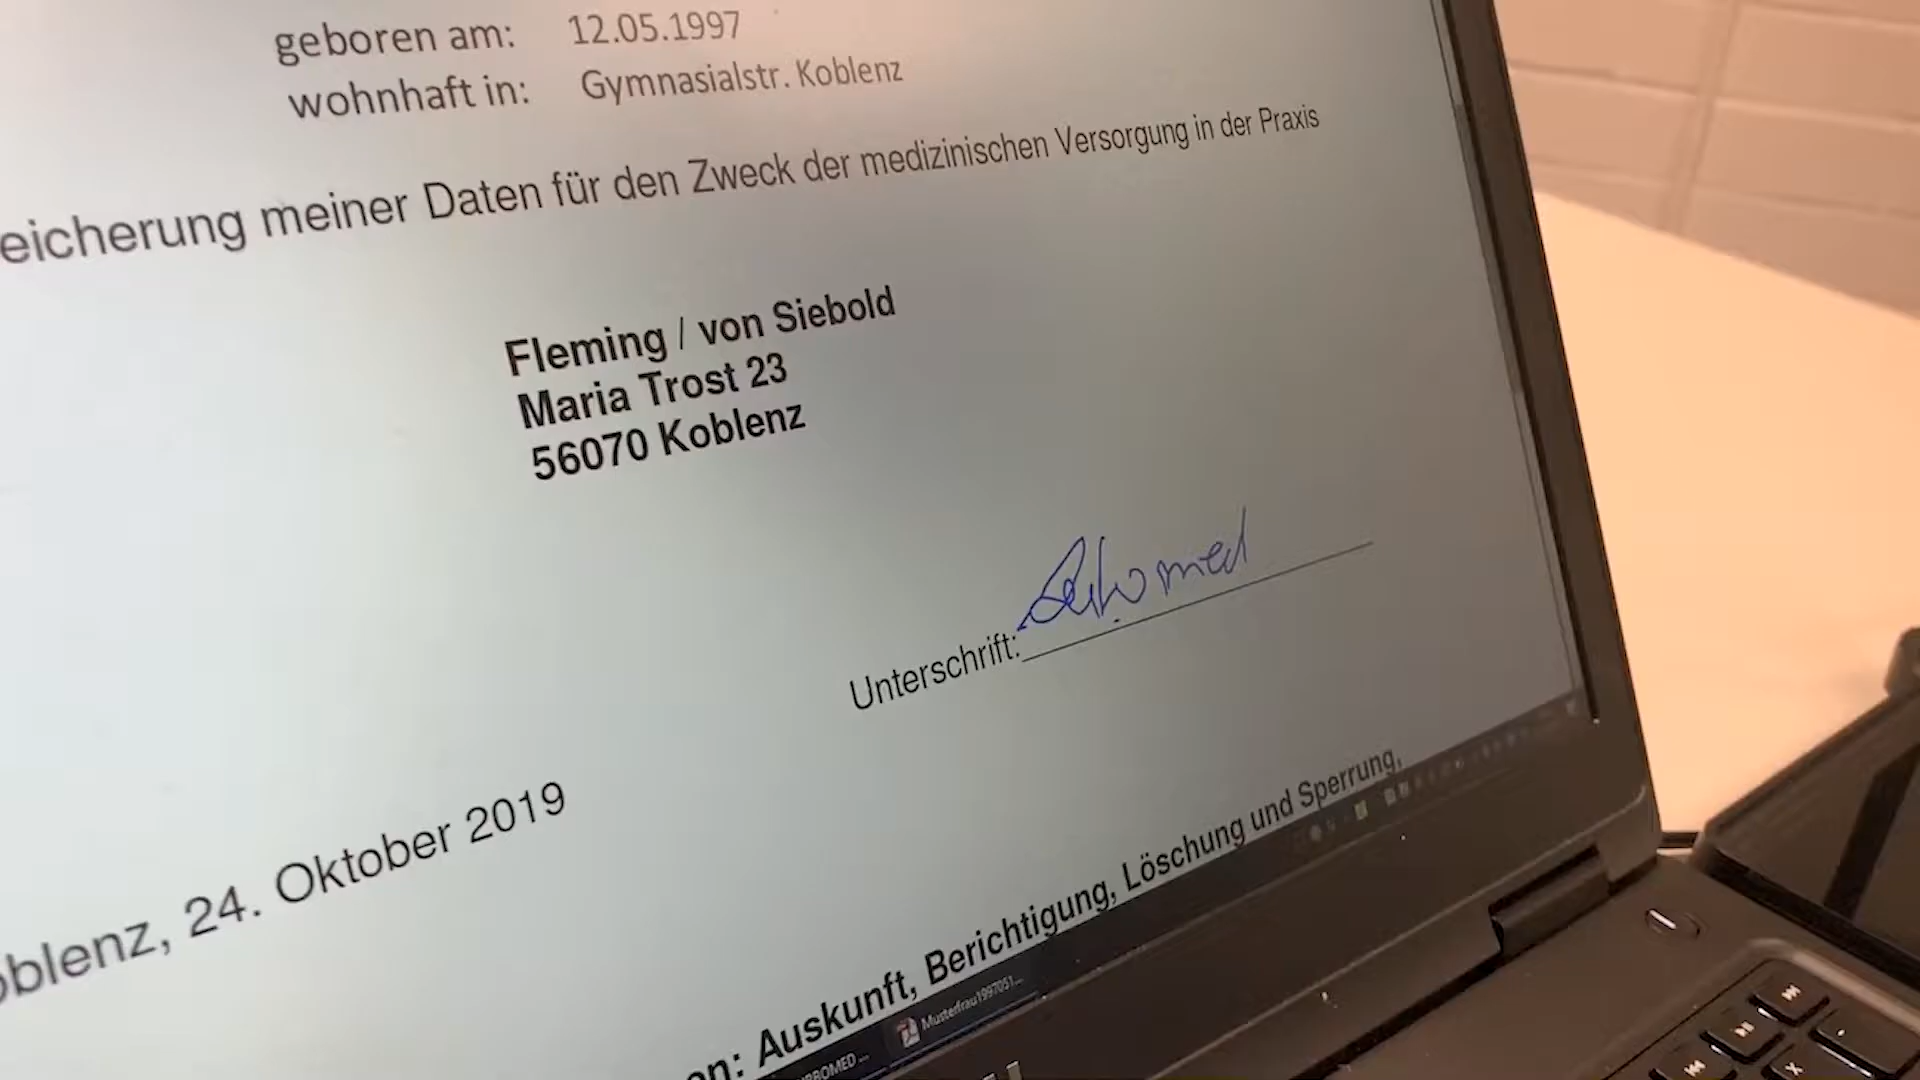 geboren am: 12.05.1997
wohnhaft in: Gymnasialstr. Koblenz
eicherung meiner Daten für den Zweck der medizinischen Versorgung in der Praxis
Fleming / von Siebold
Maria Trost 23
56070 Koblenz
Unterschrift:
oblenz, 24. Oktober 2019
en: Auskunft, Berichtigung, Löschung und Sperrung,
Musterfrau1997051...